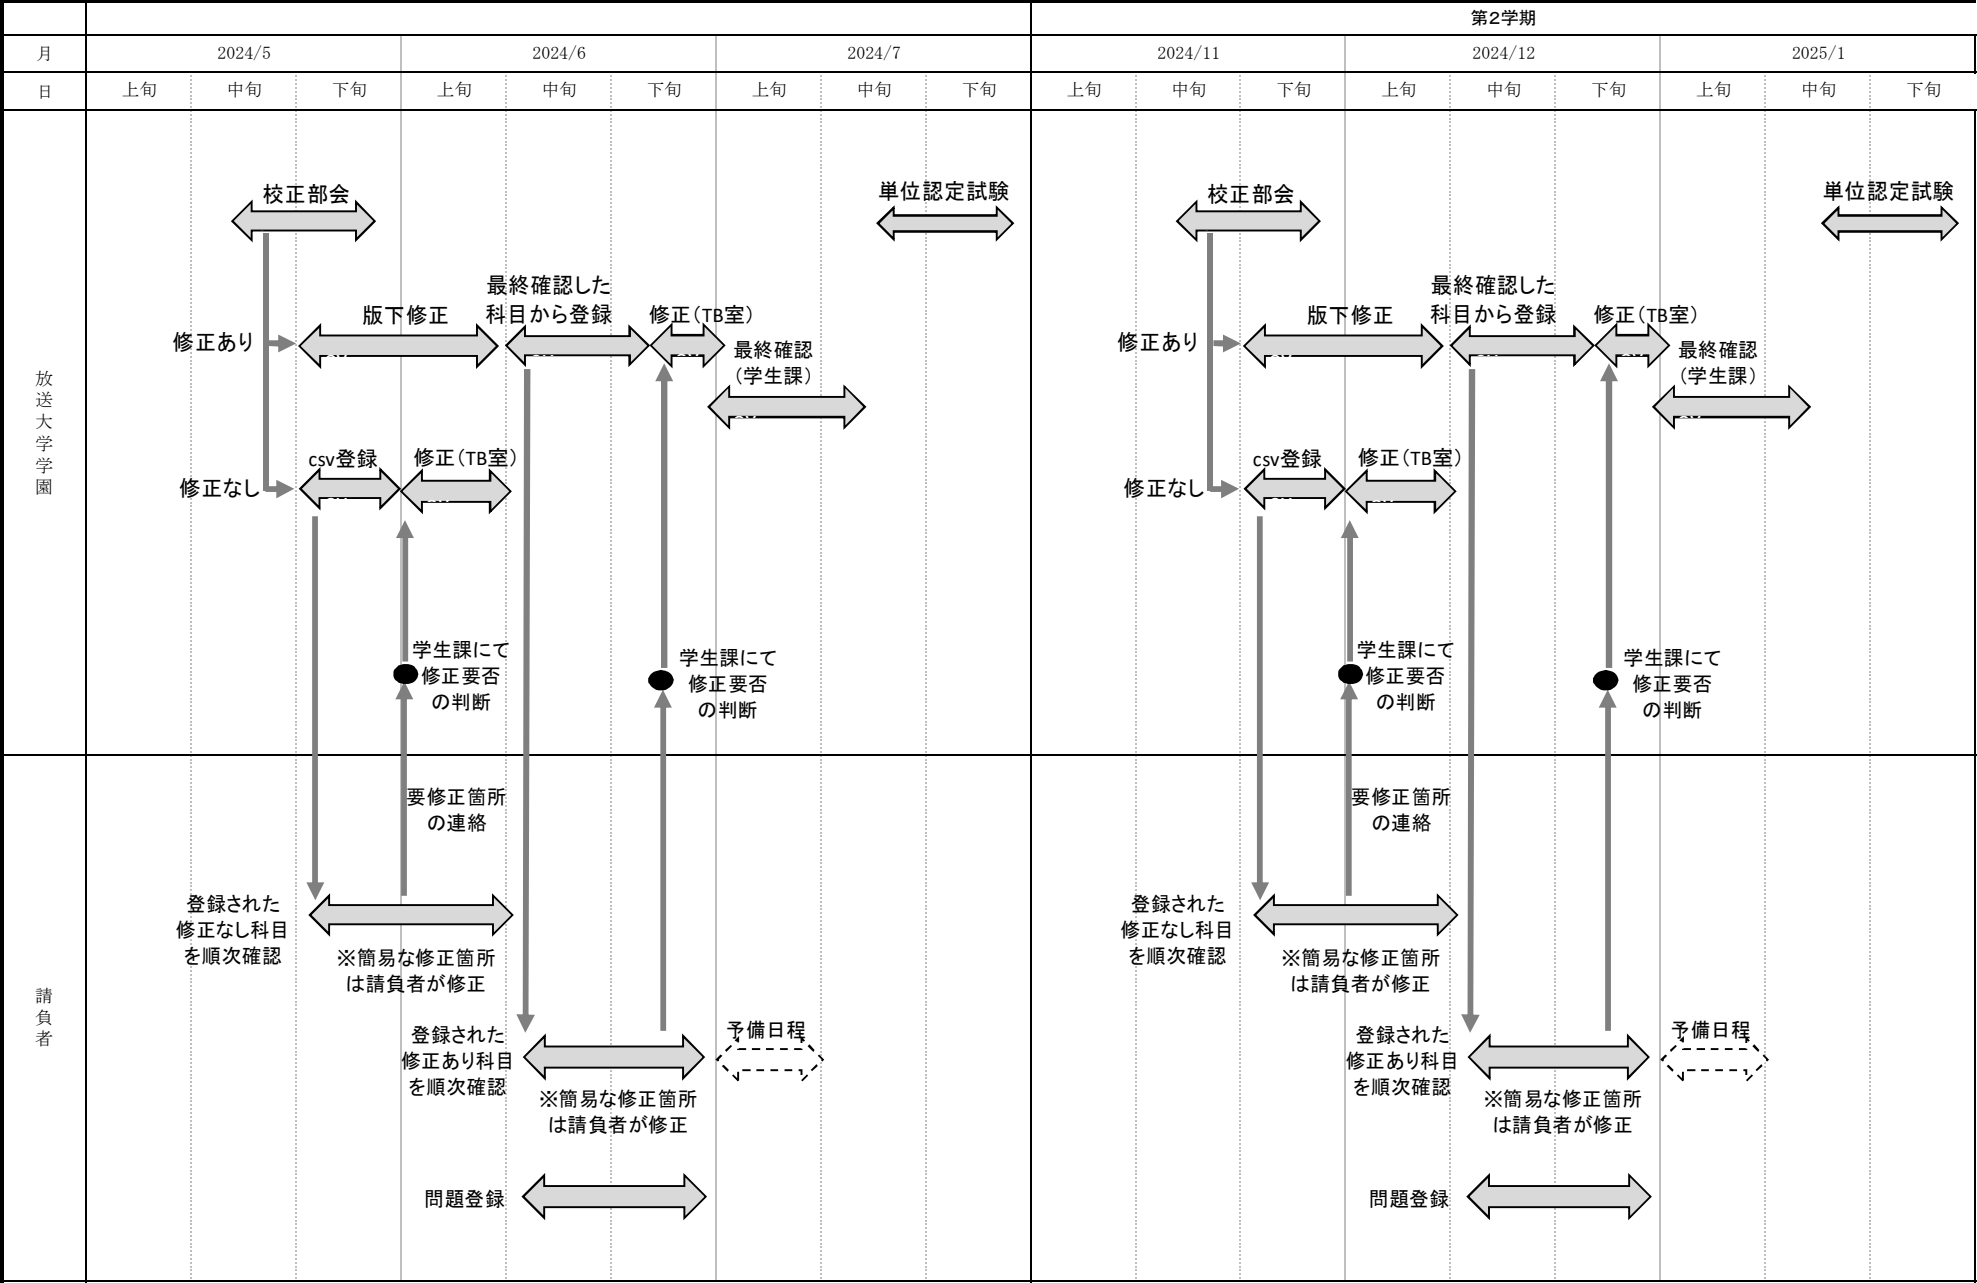 第2学期
月 2024/5 2024/6 2024/7 2024/11 2024/12 2025/1
日 上旬 中旬 下旬 上旬 中旬 下旬 上旬 中旬 下旬 上旬 中旬 下旬 上旬 中旬 下旬 上旬 中旬 下旬
放送大学学園
校正部会
単位認定試験
最終確認した
科目から登録
版下修正
修正（TB室）
修正あり
最終確認
（学生課）
csv登録
修正（TB室）
修正なし
学生課にて
修正要否
の判断
学生課にて
修正要否
の判断
校正部会
単位認定試験
最終確認した
科目から登録
版下修正
修正（TB室）
修正あり
最終確認
（学生課）
csv登録
修正（TB室）
修正なし
学生課にて
修正要否
の判断
学生課にて
修正要否
の判断
請負者
要修正箇所
の連絡
登録された
修正なし科目
を順次確認
※簡易な修正箇所
は請負者が修正
登録された
修正あり科目
を順次確認
予備日程
※簡易な修正箇所
は請負者が修正
問題登録
要修正箇所
の連絡
登録された
修正なし科目
を順次確認
※簡易な修正箇所
は請負者が修正
登録された
修正あり科目
を順次確認
予備日程
※簡易な修正箇所
は請負者が修正
問題登録